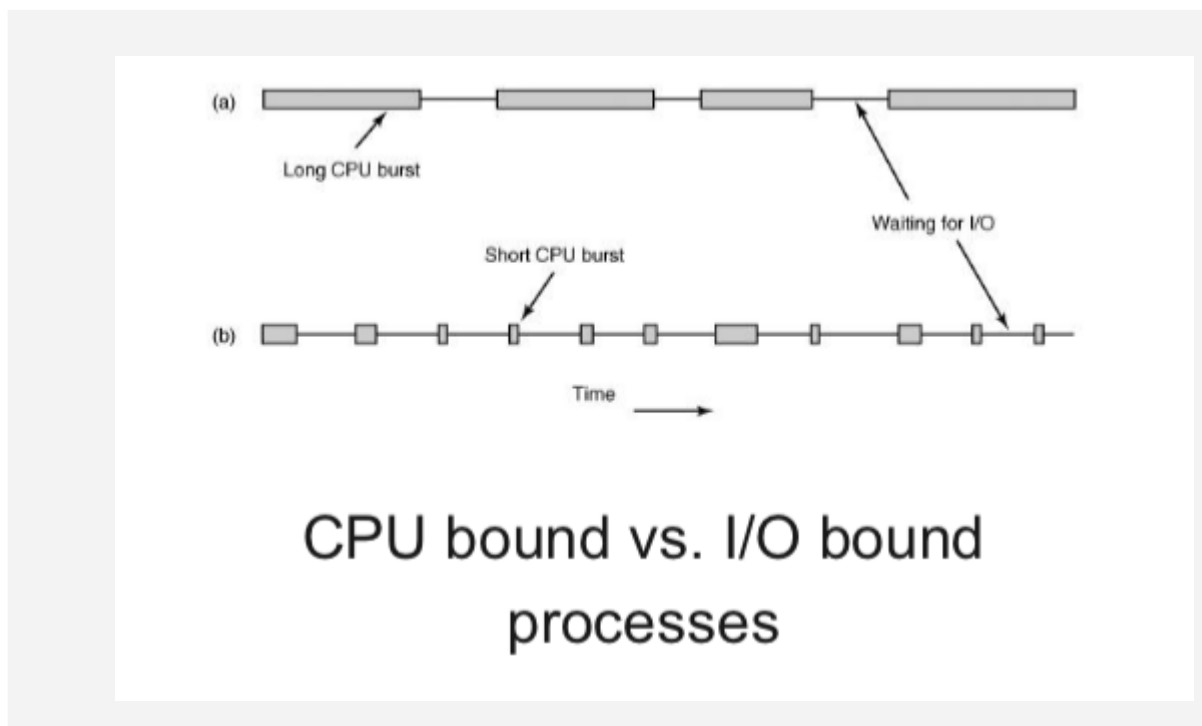 (a)
Long CPU burst
Waiting for I/O
Short CPU burst
(b)
Time
CPU bound vs. I/O bound
processes